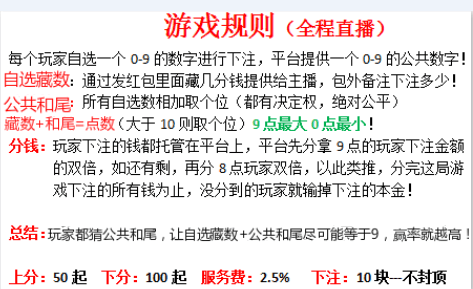 游戏规则（全程直播）
每个玩家自选一个 0-9 的数字进行下注，平台提供一个 0-9 的公共数字！
自选藏数：通过发红包里面藏几分钱提供给主播，包外备注下注多少！
公共和尾：所有自选数相加取个位（都有决定权，绝对公平）
藏数+和尾=点数（大于 10 则取个位）9 点最大 0 点最小！
分钱：玩家下注的钱都托管在平台上，平台先分拿 9 点的玩家下注金额
的双倍，如还有剩，再分 8 点玩家双倍，以此类推，分完这局游
戏下注的所有钱为止，没分到的玩家就输掉下注的本金！
总结：玩家都猜公共和尾，让自选藏数+公共和尾尽可能等于9，赢率就越高！
上分：50 起 下分：100 起 服务费：2.5% 下注：10 块---不封顶